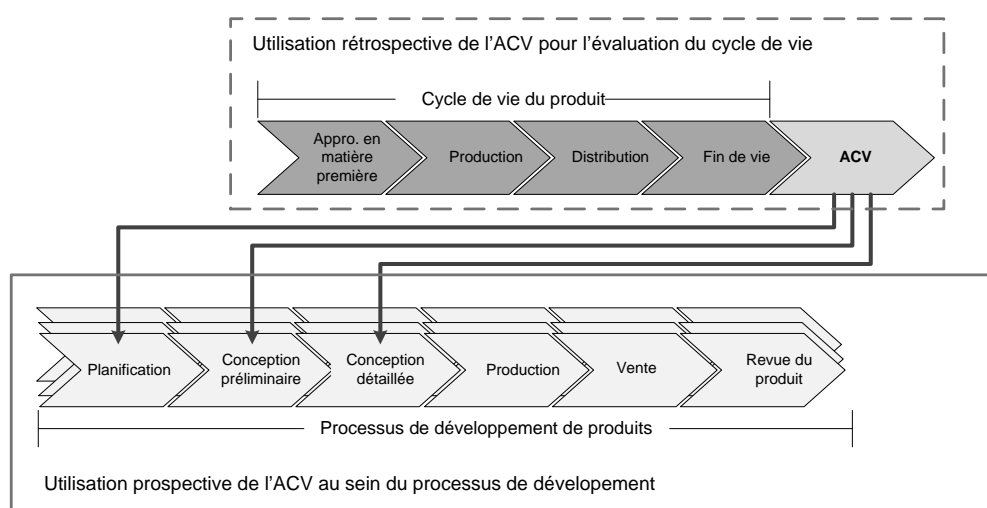 Utilisation rétrospective de l'ACV pour l'évaluation du cycle de vie
Cycle de vie du produit
Appro. en
matière
première
Production
Distribution
Fin de vie
ACV
Planification
Conception
préliminaire
Conception
détaillée
Production
Vente
Revue du
produit
Processus de développement de produits
Utilisation prospective de l'ACV au sein du processus de dévelopement